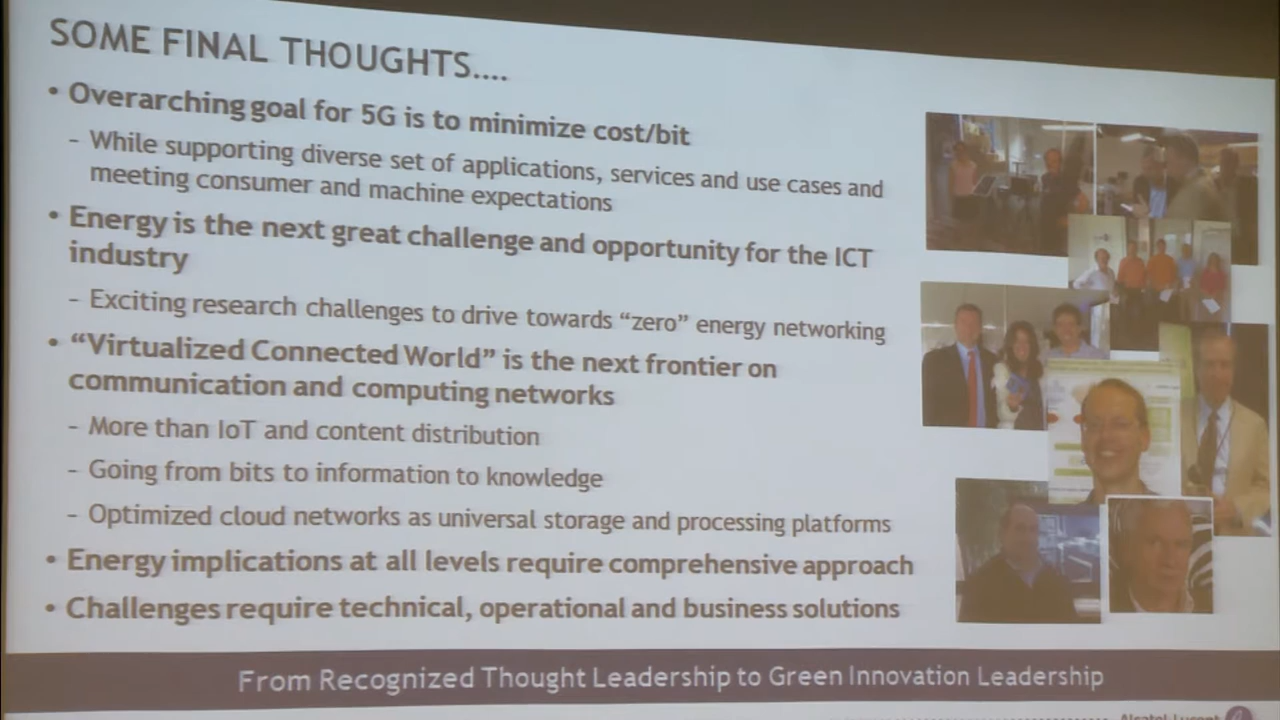 SOME FINAL THOUGHTS....
• Overarching goal for 5G is to minimize cost/bit
– While supporting diverse set of applications, services and use cases and
meeting consumer and machine expectations
• Energy is the next great challenge and opportunity for the ICT
industry
– Exciting research challenges to drive towards “zero” energy networking
• “Virtualized Connected World” is the next frontier on
communication and computing networks
– More than IoT and content distribution
– Going from bits to information to knowledge
– Optimized cloud networks as universal storage and processing platforms
• Energy implications at all levels require comprehensive approach
• Challenges require technical, operational and business solutions
From Recognized Thought Leadership to Green Innovation Leadership
Alcatel-Lucent